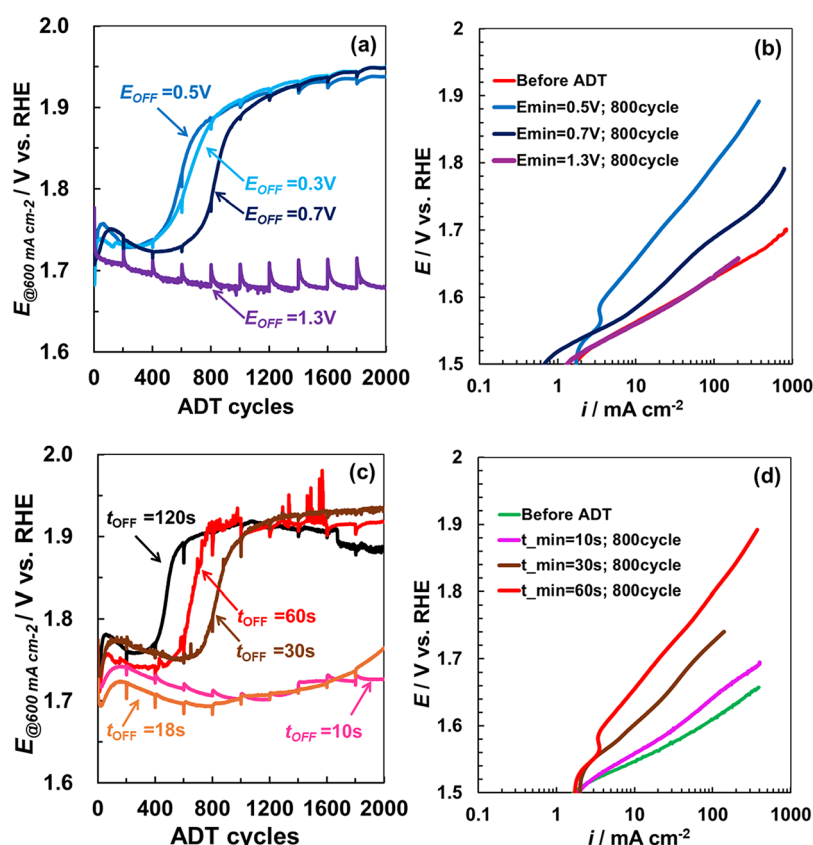 (a)
2.0
1.9
1.8
1.7
1.6
E@600 mA cm-2 / V vs. RHE
0
400
800
1200
1600
2000
ADT cycles
EOFF =0.5V
EOFF =0.3V
EOFF =0.7V
EOFF =1.3V
(b)
2
1.9
1.8
1.7
1.6
1.5
E / V vs. RHE
0.1
1
10
100
1000
i / mA cm-2
Before ADT
Emin=0.5V; 800cycle
Emin=0.7V; 800cycle
Emin=1.3V; 800cycle
(c)
2.0
1.9
1.8
1.7
1.6
E@600 mA cm-2 / V vs. RHE
0
400
800
1200
1600
2000
ADT cycles
tOFF =120s
tOFF =60s
tOFF =30s
tOFF =18s
tOFF =10s
(d)
2
1.9
1.8
1.7
1.6
1.5
E / V vs. RHE
0.1
1
10
100
1000
i / mA cm-2
Before ADT
t_min=10s; 800cycle
t_min=30s; 800cycle
t_min=60s; 800cycle